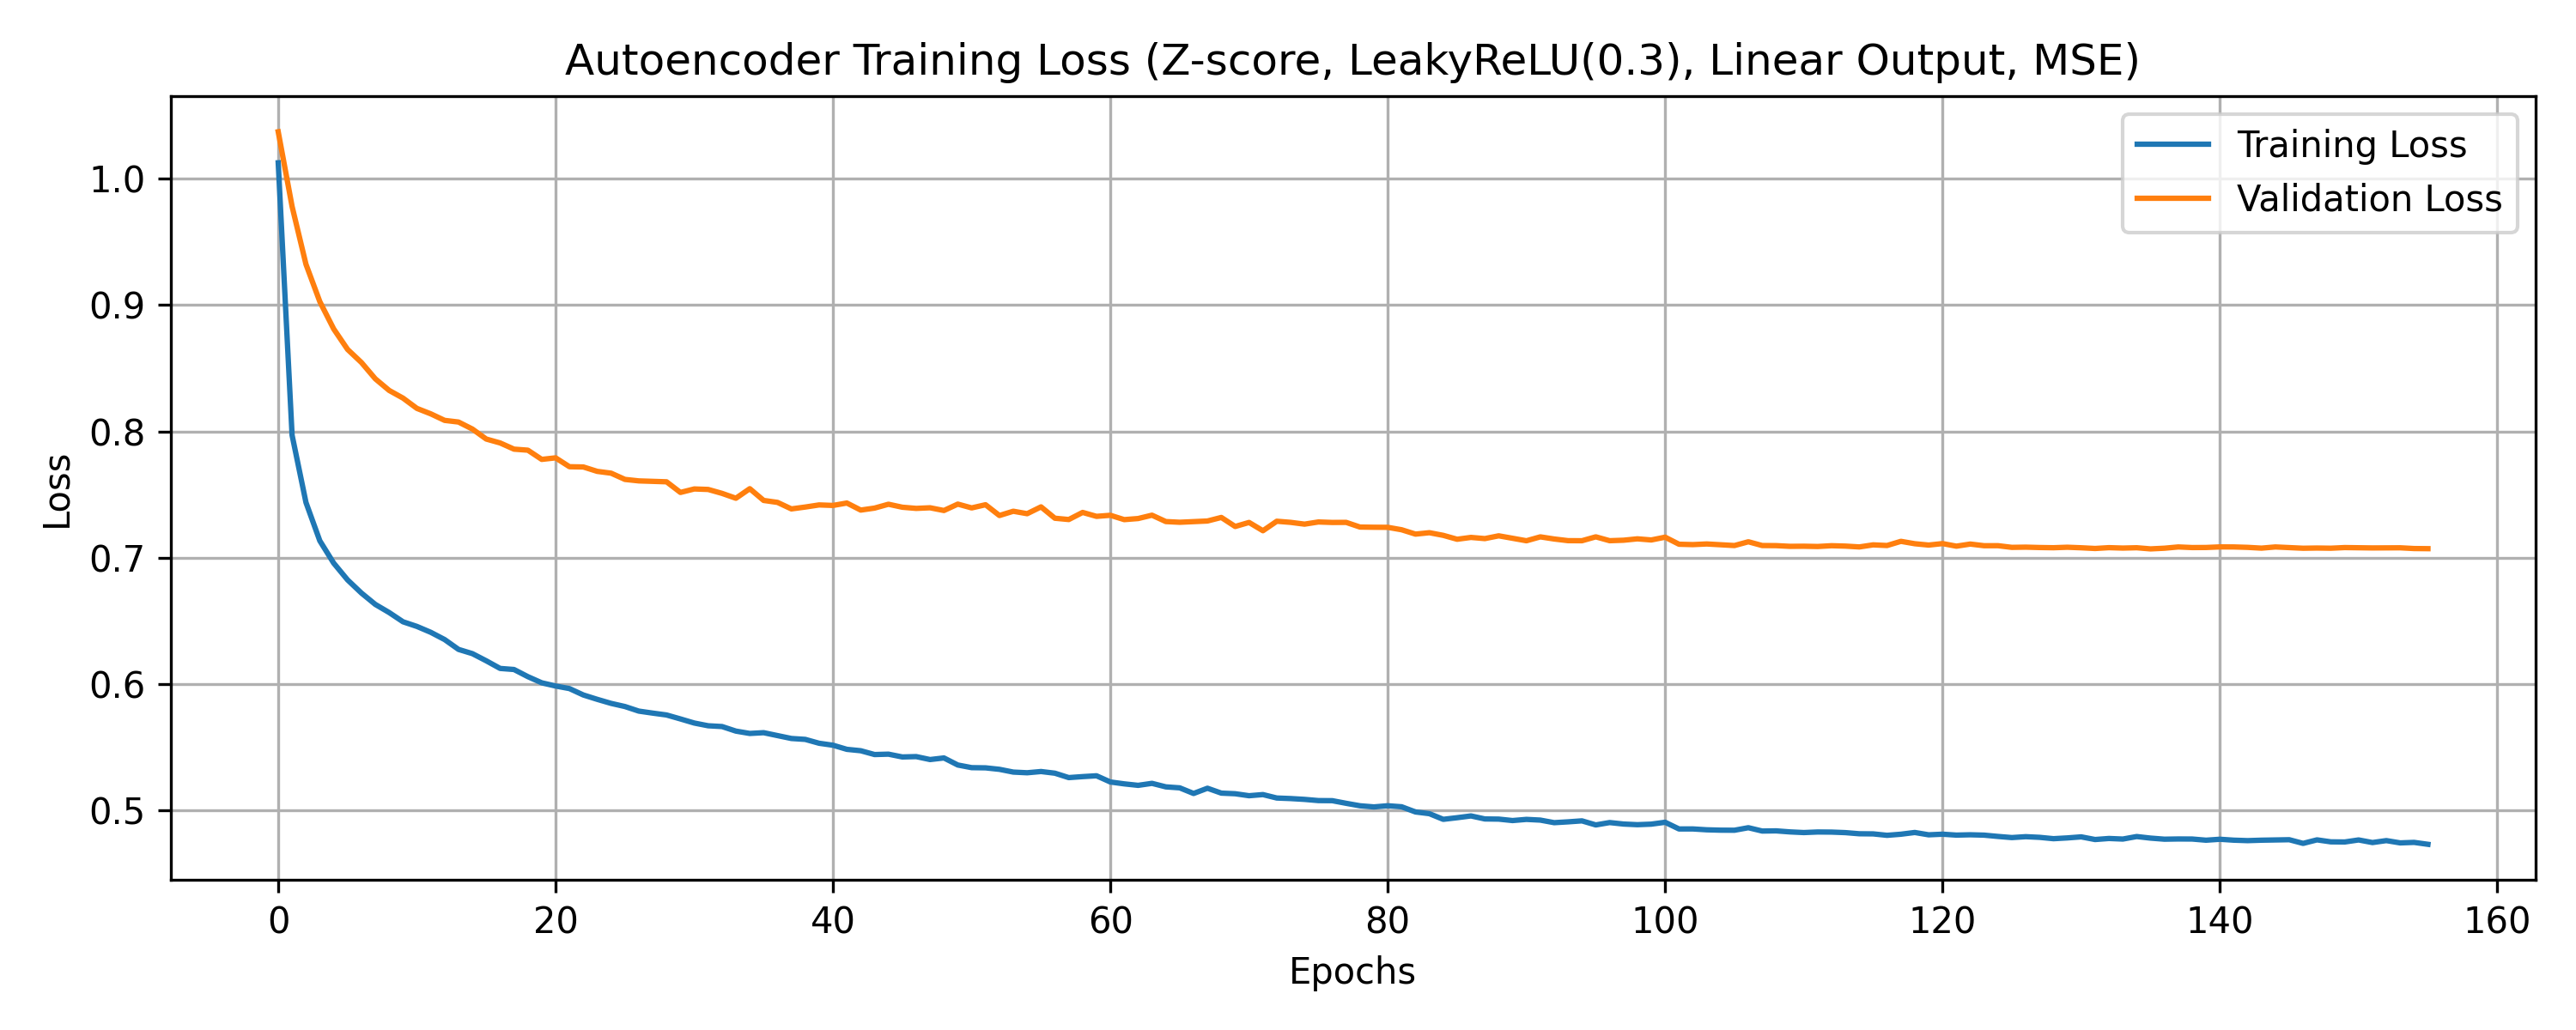 Autoencoder Training Loss (Z-score, LeakyReLU(0.3), Linear Output, MSE)
Training Loss
Validation Loss
Loss
1.0
0.9
0.8
0.7
0.6
0.5
0 20 40 60 80 100 120 140 160
Epochs